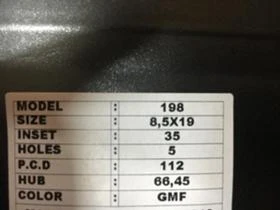 MODEL : 198
SIZE : 8,5X19
INSET : 35
HOLES : 5
P.C.D : 112
HUB : 66,45
COLOR : GMF